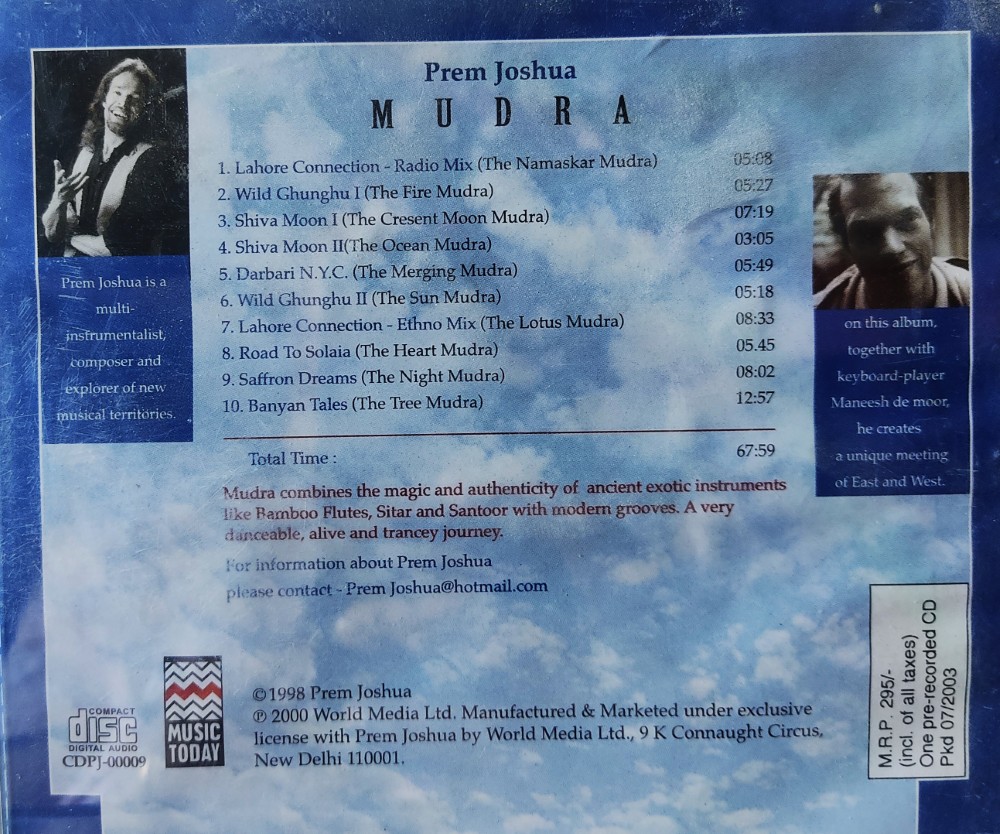 Prem Joshua
MUDRA
1. Lahore Connection - Radio Mix (The Namaskar Mudra) 05:08
2. Wild Ghunghu I (The Fire Mudra) 05:27
3. Shiva Moon I (The Cresent Moon Mudra) 07:19
4. Shiva Moon II(The Ocean Mudra) 03:05
5. Darbari N.Y.C. (The Merging Mudra) 05:49
6. Wild Ghunghu II (The Sun Mudra) 05:18
7. Lahore Connection - Ethno Mix (The Lotus Mudra) 08:33
8. Road To Solaia (The Heart Mudra) 05.45
9. Saffron Dreams (The Night Mudra) 08:02
10. Banyan Tales (The Tree Mudra) 12:57
Total Time : 67:59
Mudra combines the magic and authenticity of ancient exotic instruments
like Bamboo Flutes, Sitar and Santoor with modern grooves. A very
danceable, alive and trancey journey.
For information about Prem Joshua
please contact - Prem Joshua@hotmail.com
Prem Joshua is a
multi-
instrumentalist,
composer and
explorer of new
musical territories.
on this album,
together with
keyboard-player
Maneesh de moor,
he creates
a unique meeting
of East and West.
COMPACT
disc
DIGITAL AUDIO
CDPJ-00009
MUSIC
TODAY
©1998 Prem Joshua
℗ 2000 World Media Ltd. Manufactured & Marketed under exclusive
license with Prem Joshua by World Media Ltd., 9 K Connaught Circus,
New Delhi 110001.
M.R.P. 295/-
(incl. of all taxes)
One pre-recorded CD
Pkd 07/2003